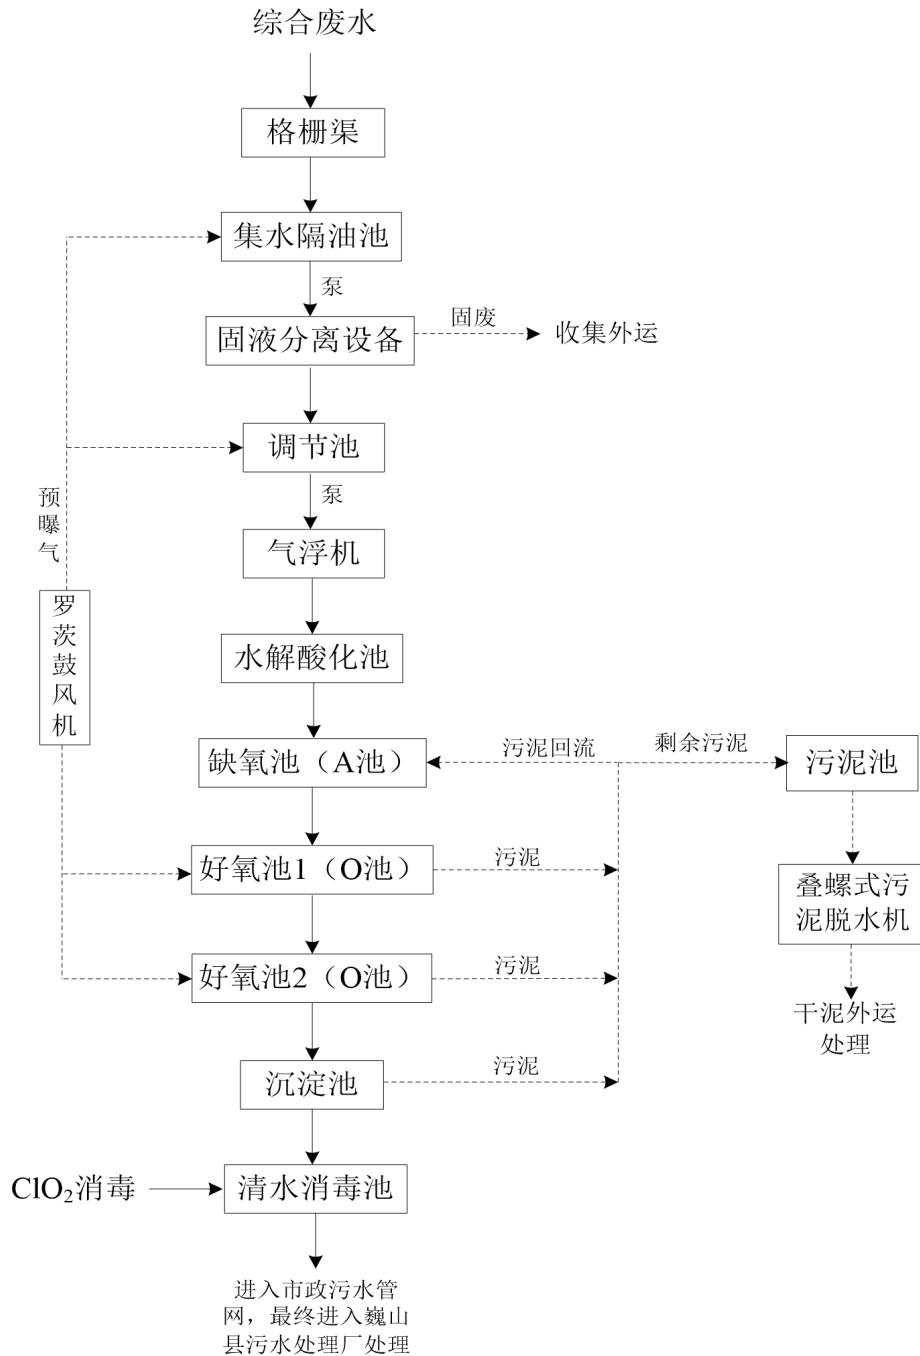 综合废水
格栅渠
集水隔油池
泵
固液分离设备
固废
收集外运
调节池
泵
预
曝
气
气浮机
罗
茨
鼓
风
机
水解酸化池
缺氧池（A池）
污泥回流
剩余污泥
污泥池
好氧池1（O池）
污泥
叠螺式污
泥脱水机
好氧池2（O池）
污泥
干泥外运
处理
沉淀池
污泥
ClO₂消毒
清水消毒池
进入市政污水管
网，最终进入巍山
县污水处理厂处理